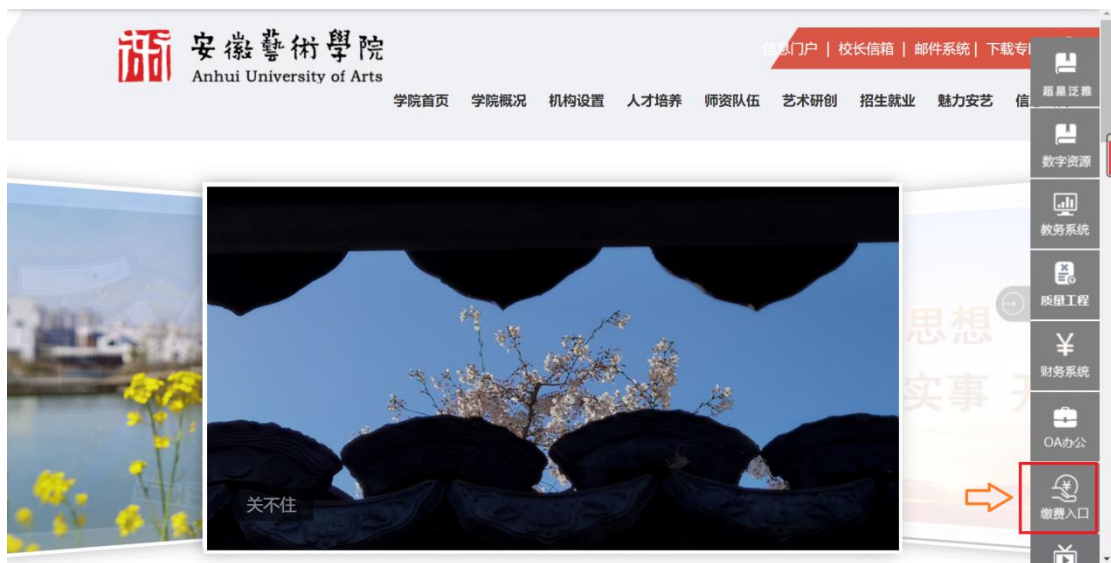 安徽藝術學院
Anhui University of Arts
信息门户 | 校长信箱 | 邮件系统 | 下载专
学院首页 学院概况 机构设置 人才培养 师资队伍 艺术研创 招生就业 魅力安艺 信
超星泛雅
数字资源
教务系统
质量工程
¥
财务系统
OA办公
¥
缴费入口
思想
实事 开
关不住